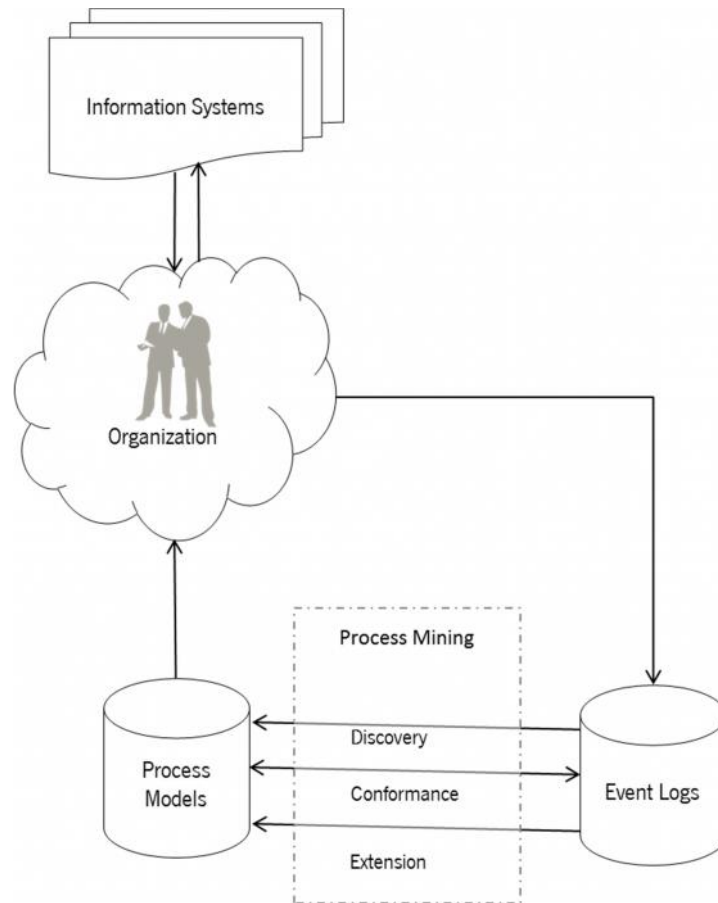 Information Systems
Organization
Process Mining
Discovery
Process
Models
Conformance
Event Logs
Extension